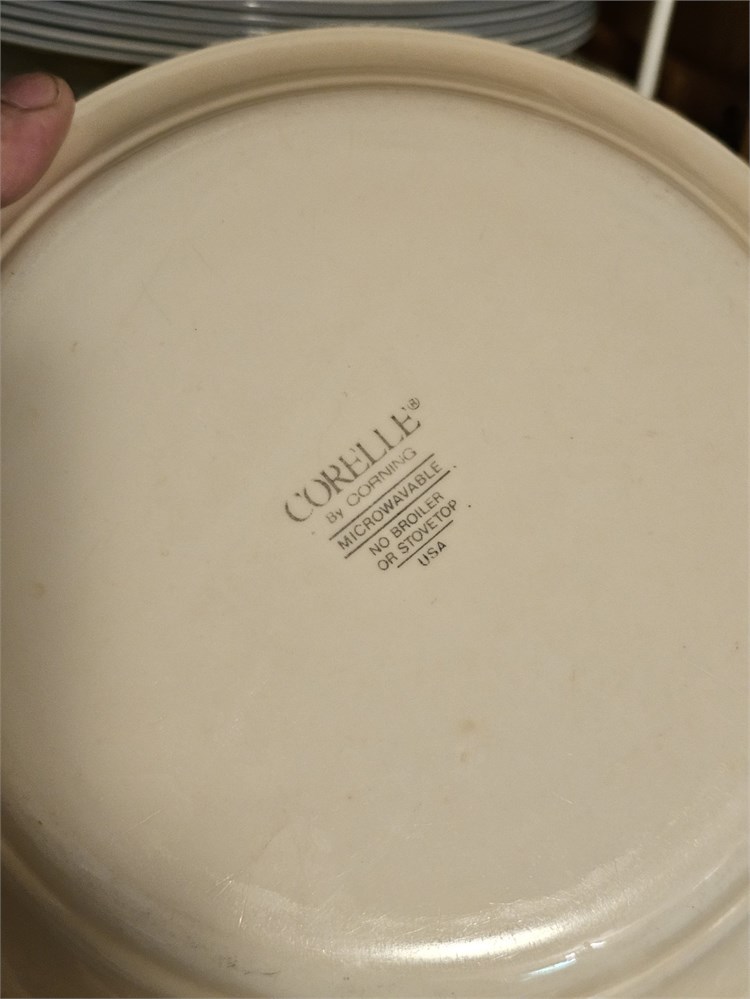 CORELLE®
By CORNING
MICROWAVABLE
NO BROILER
OR STOVETOP
USA